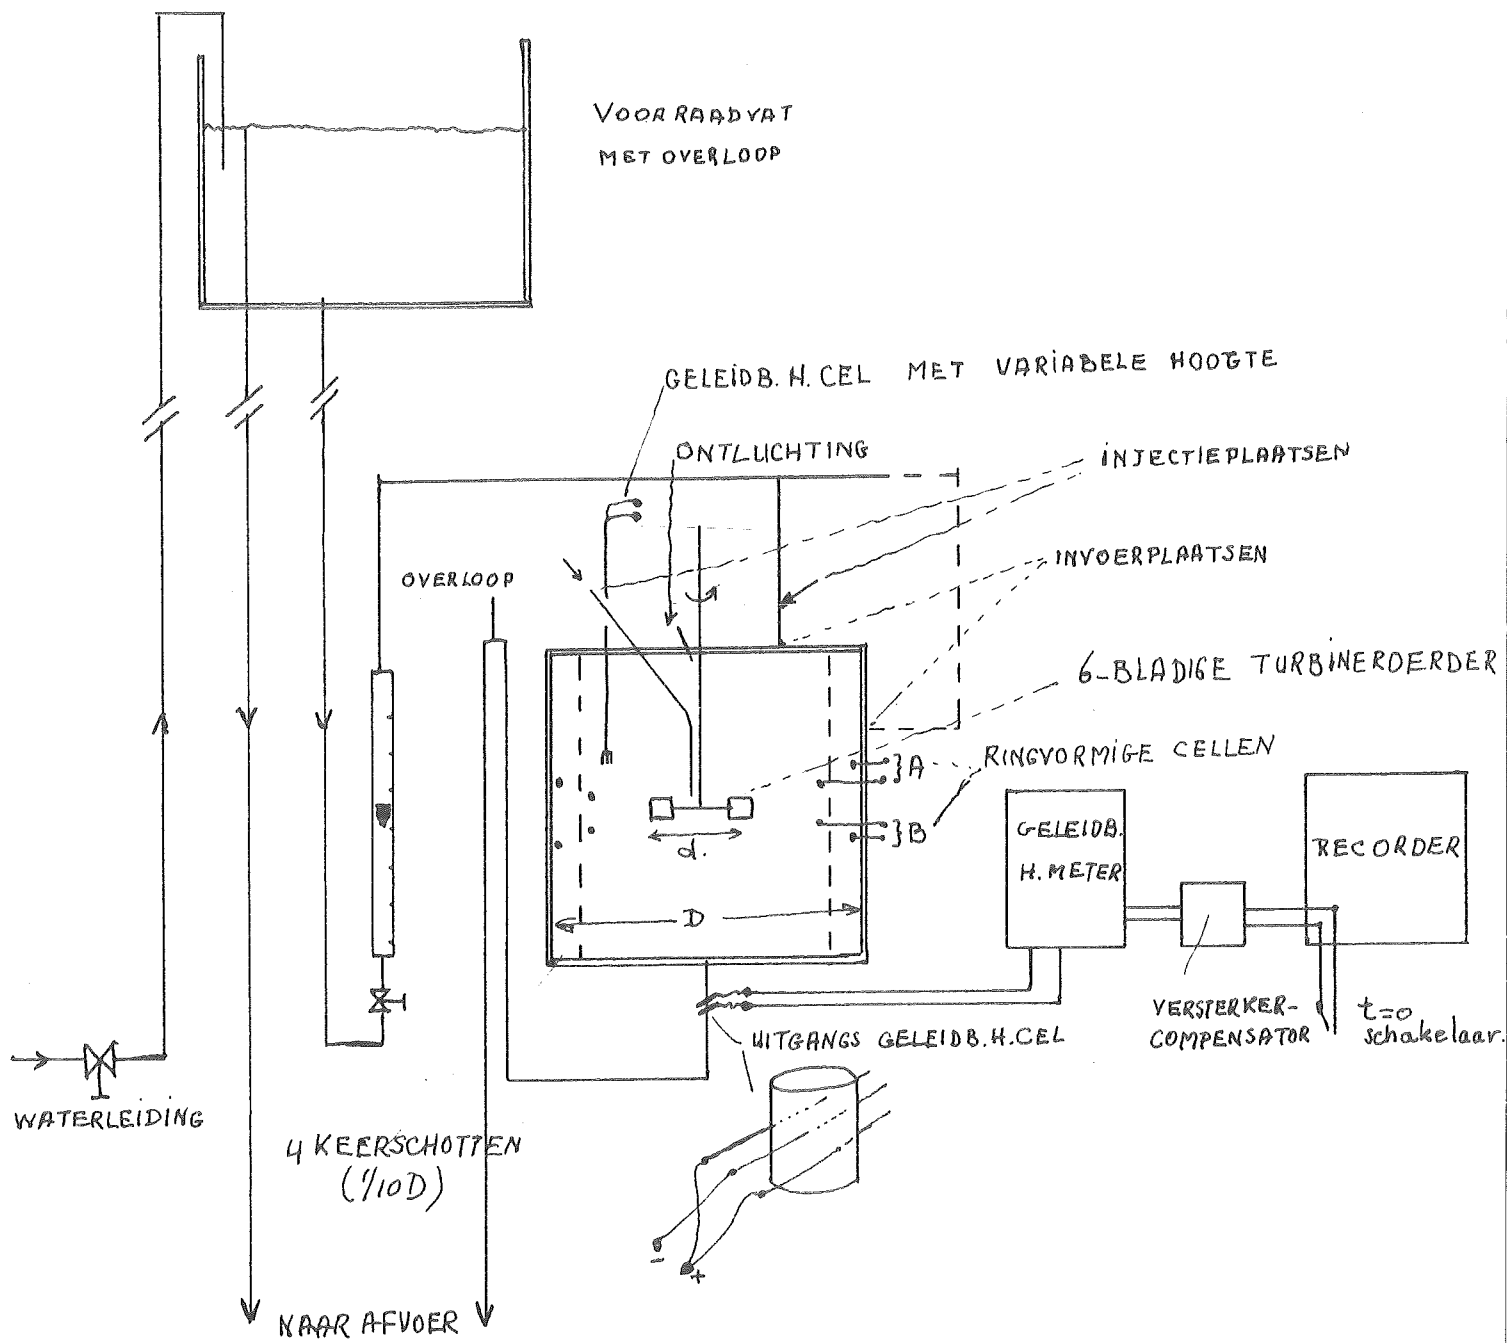 VOORRAADVAT
MET OVERLOOP
GELEIDB. H. CEL MET VARIABELE HOOGTE
ONTLUCHTING
INJECTIEPLAATSEN
INVOERPLAATSEN
OVERLOOP
6-BLADIGE TURBINEROERDER
}A
RINGVORMIGE CELLEN
}B
d.
GELEIDB.
H. METER
RECORDER
D
VERSTERKER-
COMPENSATOR
t=0
schakelaar.
UITGANGS GELEIDB.H.CEL
WATERLEIDING
4 KEERSCHOTTEN
(1/10D)
-
+
NAAR AFVOER